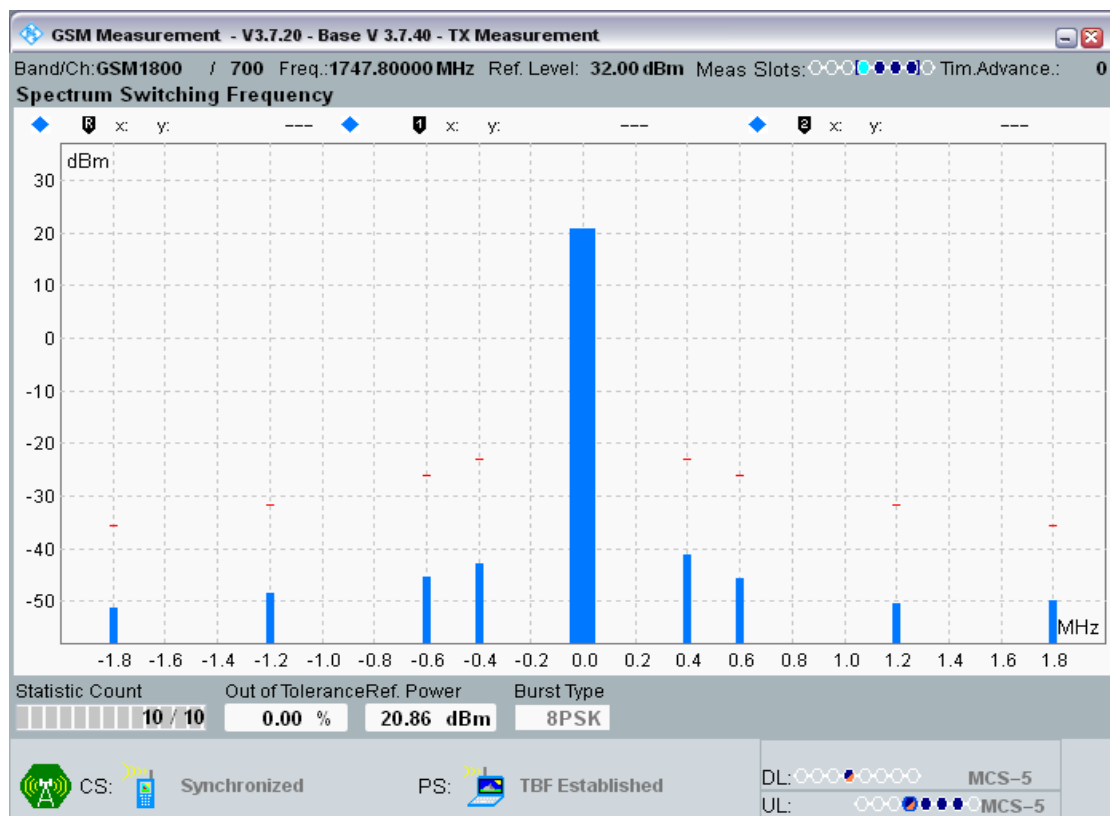 GSM Measurement - V3.7.20 - Base V 3.7.40 - TX Measurement
Band/Ch:GSM1800 / 700 Freq.:1747.80000 MHz Ref. Level: 32.00 dBm Meas Slots: Tim.Advance.: 0
Spectrum Switching Frequency
R x: y: --- 1 x: y: --- 2 x: y: ---
dBm
30
20
10
0
-10
-20
-30
-40
-50
MHz
-1.8 -1.6 -1.4 -1.2 -1.0 -0.8 -0.6 -0.4 -0.2 0.0 0.2 0.4 0.6 0.8 1.0 1.2 1.4 1.6 1.8
Statistic Count Out of Tolerance Ref. Power Burst Type
10 / 10 0.00 % 20.86 dBm 8PSK
CS: Synchronized PS: TBF Established DL: MCS-5
UL: MCS-5